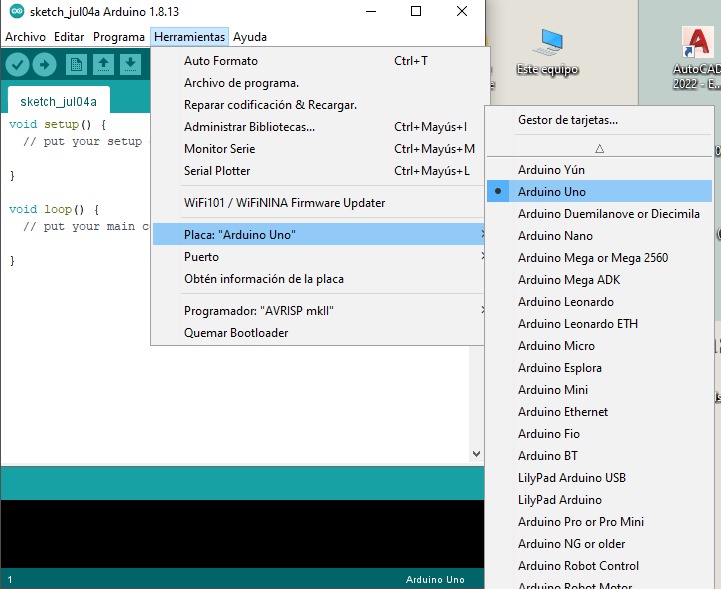 sketch_jul04a Arduino 1.8.13
Archivo Editar Programa Herramientas Ayuda
sketch_jul04a
void setup() {
// put your setup
}
void loop() {
// put your main
}
Auto Formato Ctrl+T
Archivo de programa.
Reparar codificación & Recargar.
Administrar Bibliotecas... Ctrl+Mayús+I
Monitor Serie Ctrl+Mayús+M
Serial Plotter Ctrl+Mayús+L
WiFi101 / WiFiNINA Firmware Updater
Placa: "Arduino Uno"
Puerto
Obtén información de la placa
Programador: "AVRISP mkII"
Quemar Bootloader
Gestor de tarjetas...
Arduino Yún
Arduino Uno
Arduino Duemilanove or Diecimila
Arduino Nano
Arduino Mega or Mega 2560
Arduino Mega ADK
Arduino Leonardo
Arduino Leonardo ETH
Arduino Micro
Arduino Esplora
Arduino Mini
Arduino Ethernet
Arduino Fio
Arduino BT
LilyPad Arduino USB
LilyPad Arduino
Arduino Pro or Pro Mini
Arduino NG or older
Arduino Robot Control
Arduino Robot Motor
Este equipo
AutoCAD
2022 - E...
1
Arduino Uno